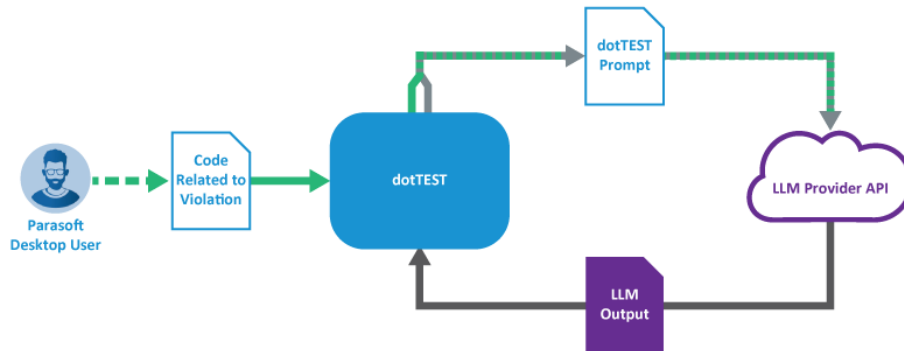 dotTEST
Prompt
Code
Related to
Violation
dotTEST
LLM Provider API
Parasoft
Desktop User
LLM
Output